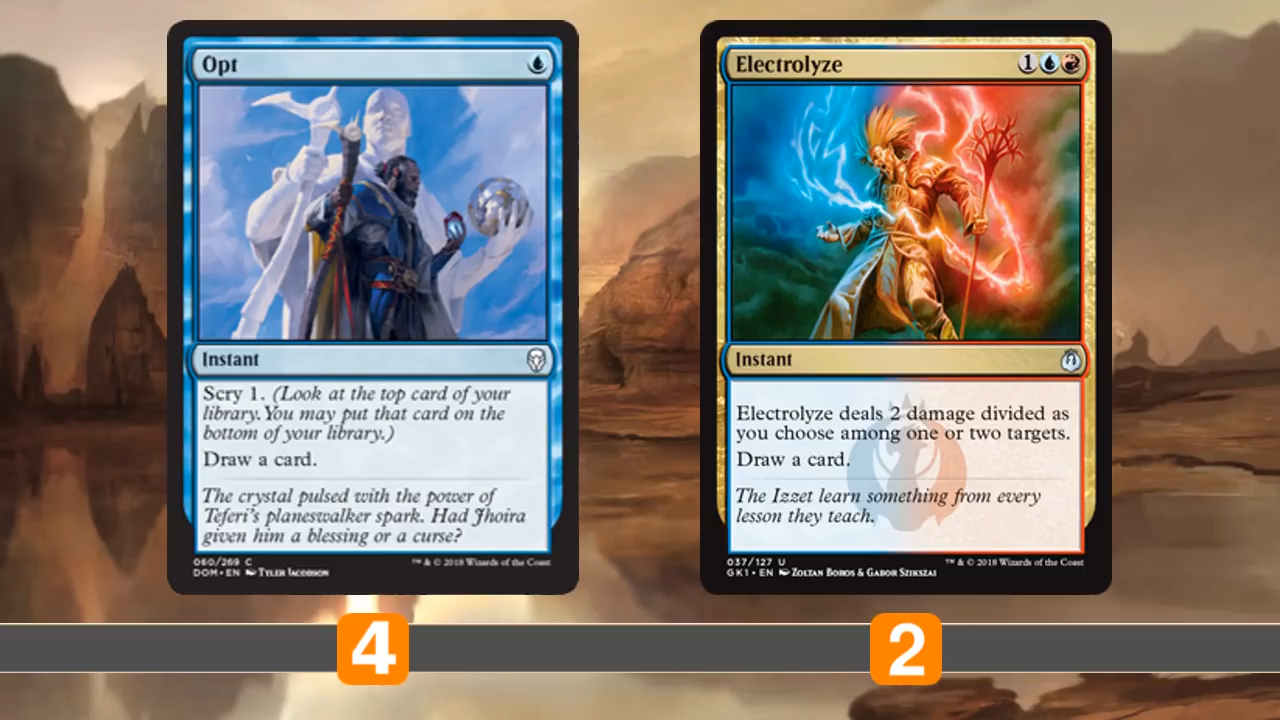 Opt
Instant
Scry 1. (Look at the top card of your
library. You may put that card on the
bottom of your library.)
Draw a card.
The crystal pulsed with the power of
Teferi's planeswalker spark. Had Jhoira
given him a blessing or a curse?
060/269 C
DOM • EN Tyler Jacobson
™ & © 2018 Wizards of the Coast
4
Electrolyze
1
Instant
Electrolyze deals 2 damage divided as
you choose among one or two targets.
Draw a card.
The Izzet learn something from every
lesson they teach.
037/127 U
GK1 • EN Zoltan Boros & Gabor Szikszai
™ & © 2018 Wizards of the Coast
2